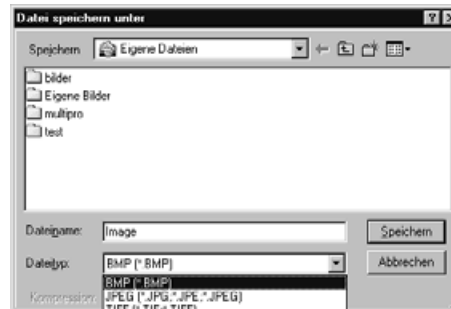 Datei speichern unter
Speichern Eigene Dateien
bilder
Eigene Bilder
multipro
test
Dateiname: Image Speichern
Dateityp: BMP (*.BMP) Abbrechen
BMP (*.BMP)
Kompression: JPEG (*.JPG;*.JPE;*.JPEG)